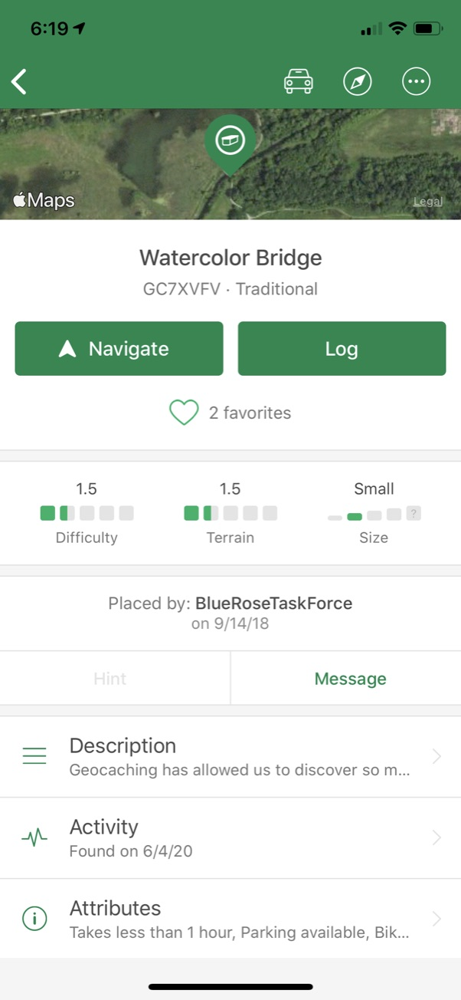 6:19
Maps
Legal
Watercolor Bridge
GC7XVFV · Traditional
Navigate
Log
2 favorites
1.5
1.5
Small
?
Difficulty
Terrain
Size
Placed by: BlueRoseTaskForce
on 9/14/18
Hint
Message
Description
Geocaching has allowed us to discover so m...
Activity
Found on 6/4/20
Attributes
Takes less than 1 hour, Parking available, Bik...